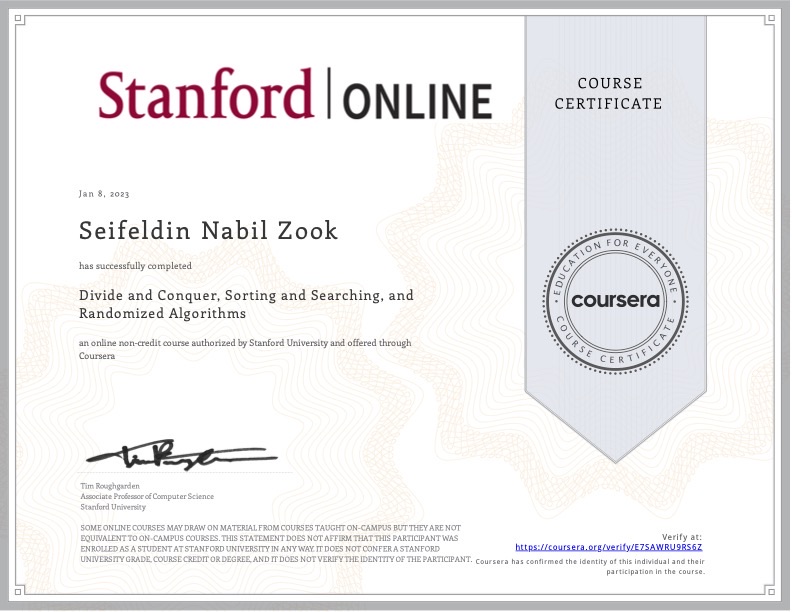 Stanford | ONLINE
COURSE
CERTIFICATE
Jan 8, 2023
Seifeldin Nabil Zook
has successfully completed
Divide and Conquer, Sorting and Searching, and
Randomized Algorithms
an online non-credit course authorized by Stanford University and offered through
Coursera
EDUCATION FOR EVERYONE
coursera
COURSE CERTIFICATE
Tim Roughgarden
Associate Professor of Computer Science
Stanford University
SOME ONLINE COURSES MAY DRAW ON MATERIAL FROM COURSES TAUGHT ON-CAMPUS BUT THEY ARE NOT
EQUIVALENT TO ON-CAMPUS COURSES. THIS STATEMENT DOES NOT AFFIRM THAT THIS PARTICIPANT WAS
ENROLLED AS A STUDENT AT STANFORD UNIVERSITY IN ANY WAY. IT DOES NOT CONFER A STANFORD
UNIVERSITY GRADE, COURSE CREDIT OR DEGREE, AND IT DOES NOT VERIFY THE IDENTITY OF THE PARTICIPANT.
Verify at:
https://coursera.org/verify/E7SAWRU9RS6Z
Coursera has confirmed the identity of this individual and their
participation in the course.